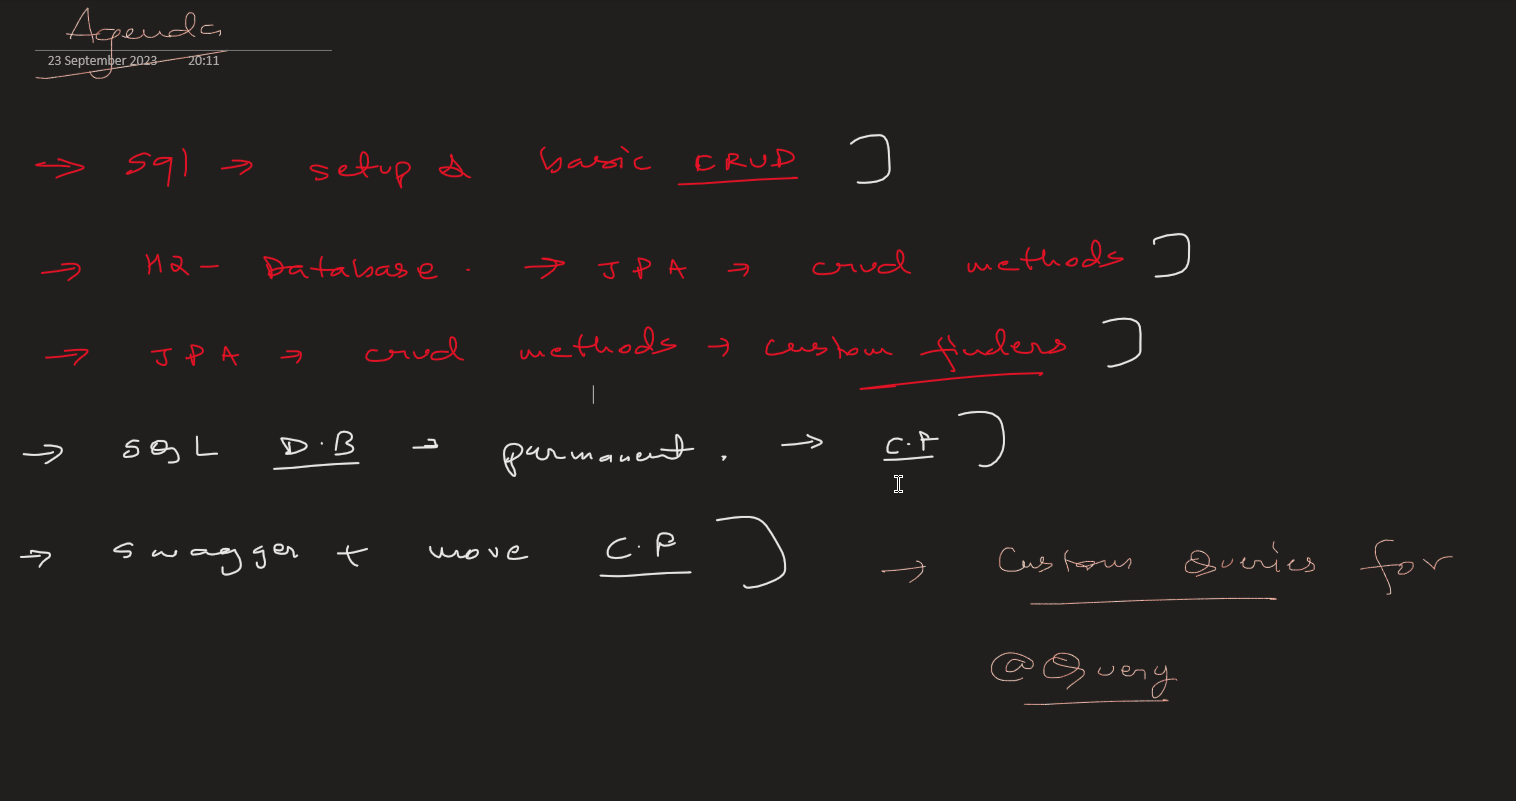 Agenda
23 September 2023 20:11
⇒ sql → setup & basic CRUD ]
→ H2 - Database. → JPA → crud methods ]
→ JPA → crud methods → custom finders ]
→ SQL D.B → parmanent. → C.F ]
→ swagger + move C.P ]
→ Custom Queries for
@Query